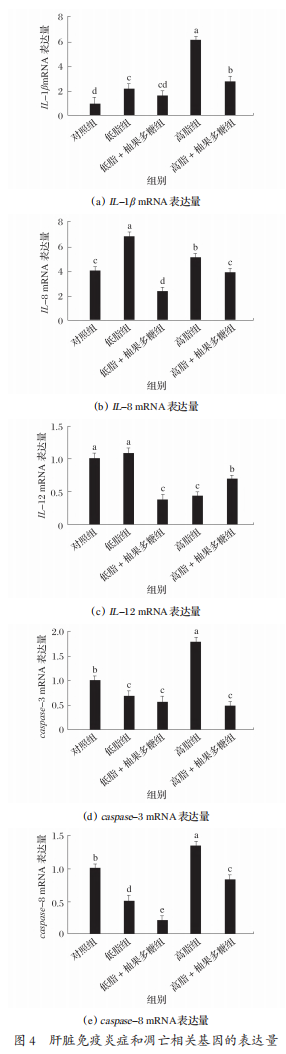 8
6
4
2
0
IL-1βmRNA 表达量
d
c
cd
a
b
对照组
低脂组
低脂 + 柚果多糖组
高脂组
高脂 + 柚果多糖组
组别
(a) IL-1β mRNA 表达量
8
6
4
2
0
IL-8 mRNA 表达量
c
a
d
b
c
对照组
低脂组
低脂 + 柚果多糖组
高脂组
高脂 + 柚果多糖组
组别
(b) IL-8 mRNA 表达量
1.5
1.0
0.5
0
IL-12 mRNA 表达量
a
a
c
c
b
对照组
低脂组
低脂 + 柚果多糖组
高脂组
高脂 + 柚果多糖组
组别
(c) IL-12 mRNA 表达量
2.0
1.5
1.0
0.5
0
caspase-3 mRNA 表达量
b
c
c
a
c
对照组
低脂组
低脂 + 柚果多糖组
高脂组
高脂 + 柚果多糖组
组别
(d) caspase-3 mRNA表达量
1.5
1.0
0.5
0
caspase-8 mRNA 表达量
b
d
e
a
c
对照组
低脂组
低脂 + 柚果多糖组
高脂组
高脂 + 柚果多糖组
组别
(e) caspase-8 mRNA表达量
图 4 肝脏免疫炎症和凋亡相关基因的表达量